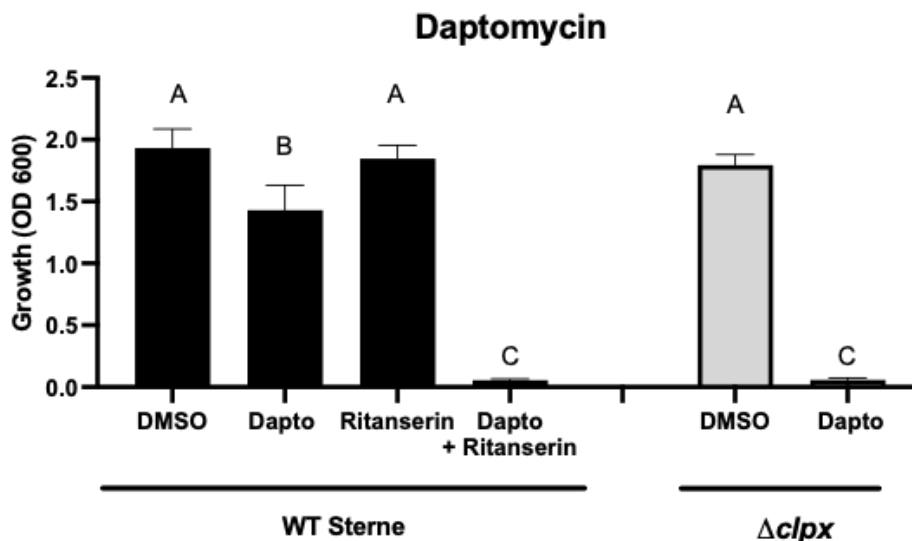 Daptomycin
Growth (OD 600)
2.5
2.0
1.5
1.0
0.5
0.0
A
B
A
C
A
C
DMSO
Dapto
Ritanserin
Dapto
+ Ritanserin
DMSO
Dapto
WT Sterne
Δclpx